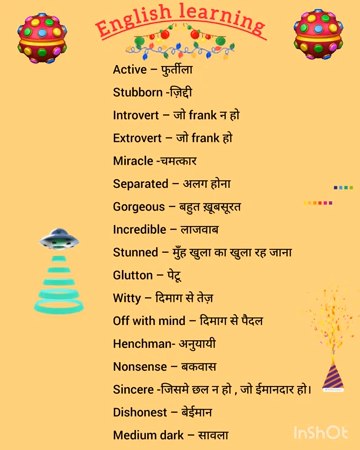 English learning
Active – फुर्तीला
Stubborn -ज़िद्दी
Introvert – जो frank न हो
Extrovert – जो frank हो
Miracle -चमत्कार
Separated – अलग होना
Gorgeous – बहुत ख़ूबसूरत
Incredible – लाजवाब
Stunned – मुँह खुला का खुला रह जाना
Glutton – पेटू
Witty – दिमाग से तेज़
Off with mind – दिमाग से पैदल
Henchman- अनुयायी
Nonsense – बकवास
Sincere -जिसमे छल न हो , जो ईमानदार हो।
Dishonest – बेईमान
Medium dark – सावला
InShOt